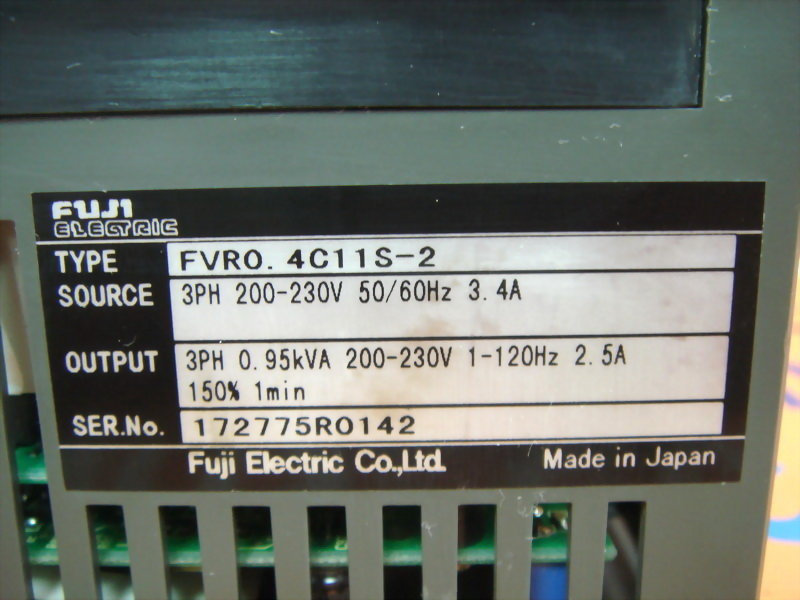 FUJI
ELECTRIC
TYPE FVR0.4C11S-2
SOURCE 3PH 200-230V 50/60Hz 3.4A
OUTPUT 3PH 0.95kVA 200-230V 1-120Hz 2.5A
150% 1min
SER.No. 172775R0142
Fuji Electric Co.,Ltd. Made in Japan